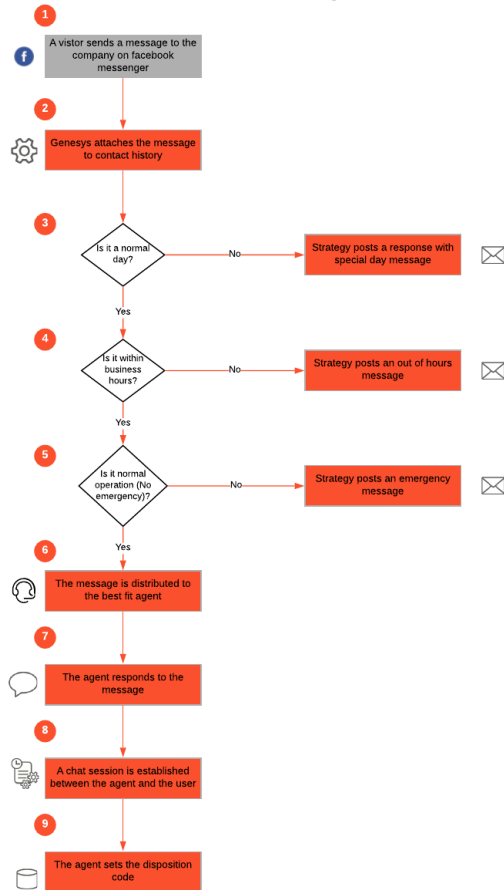 1
A vistor sends a message to the
company on facebook
messenger
2
Genesys attaches the message
to contact history
3
Is it a normal
day?
No
Strategy posts a response with
special day message
Yes
4
Is it within
business
hours?
No
Strategy posts an out of hours
message
Yes
5
Is it normal
operation (No
emergency)?
No
Strategy posts an emergency
message
Yes
6
The message is distributed to
the best fit agent
7
The agent responds to the
message
8
A chat session is established
between the agent and the user
9
The agent sets the disposition
code